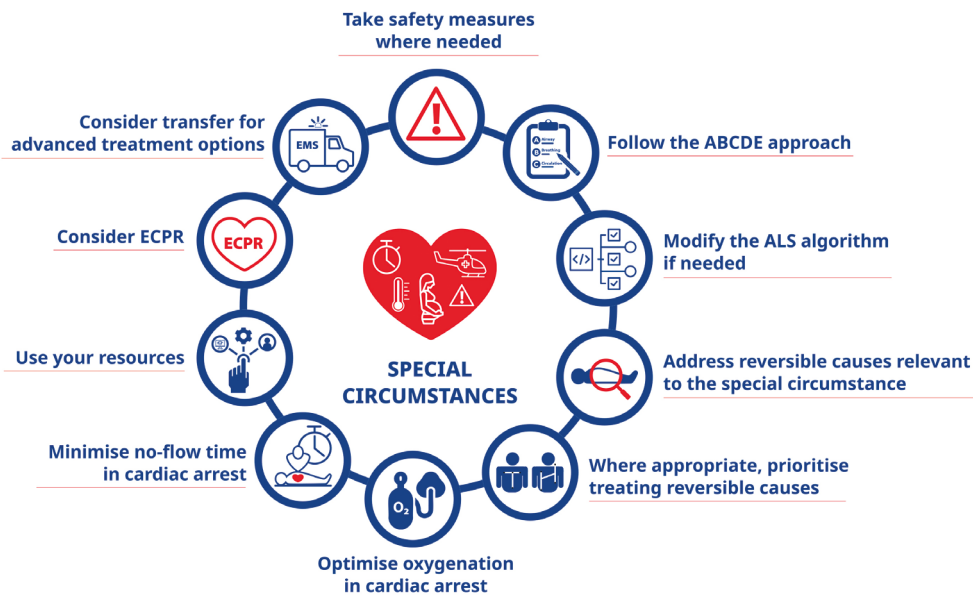 Take safety measures
where needed
Follow the ABCDE approach
A Airway
B Breathing
C Circulation
Modify the ALS algorithm
if needed
</>
Address reversible causes relevant
to the special circumstance
Where appropriate, prioritise
treating reversible causes
Optimise oxygenation
in cardiac arrest
O₂
Minimise no-flow time
in cardiac arrest
Use your resources
Consider ECPR
ECPR
Consider transfer for
advanced treatment options
EMS
SPECIAL
CIRCUMSTANCES